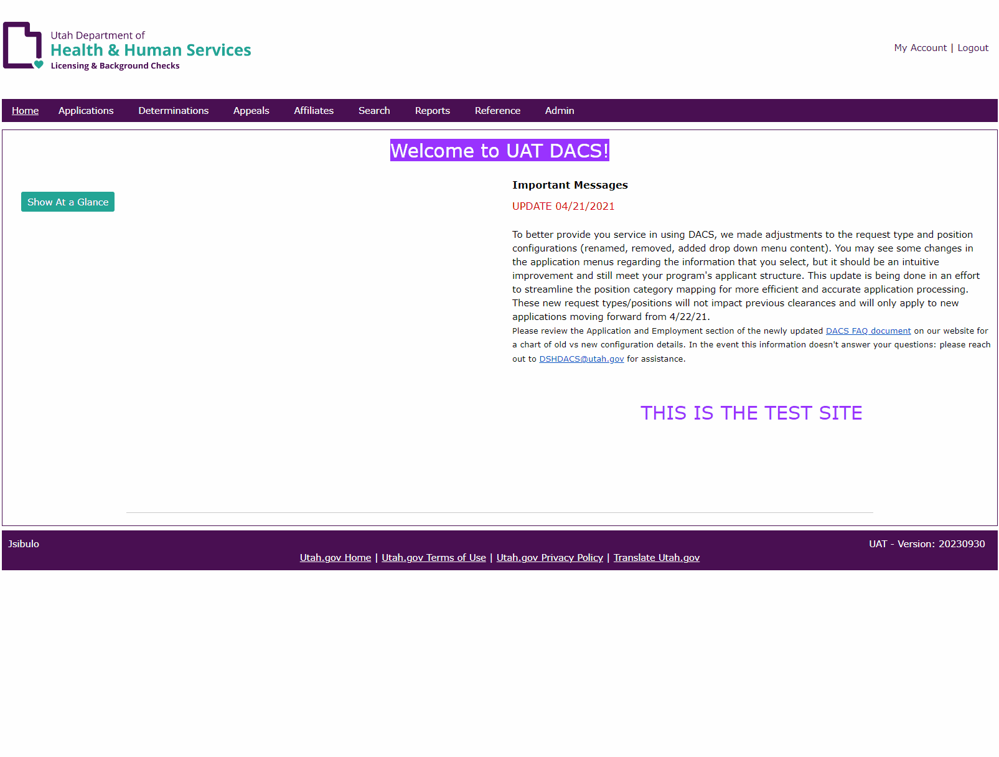 Utah Department of
Health & Human Services
Licensing & Background Checks
My Account | Logout
Home Applications Determinations Appeals Affiliates Search Reports Reference Admin
Welcome to UAT DACS!
Show At a Glance
Important Messages
UPDATE 04/21/2021
To better provide you service in using DACS, we made adjustments to the request type and position
configurations (renamed, removed, added drop down menu content). You may see some changes in
the application menus regarding the information that you select, but it should be an intuitive
improvement and still meet your program's applicant structure. This update is being done in an effort
to streamline the position category mapping for more efficient and accurate application processing.
These new request types/positions will not impact previous clearances and will only apply to new
applications moving forward from 4/22/21.
Please review the Application and Employment section of the newly updated DACS FAQ document on our website for
a chart of old vs new configuration details. In the event this information doesn't answer your questions: please reach
out to DSHDACS@utah.gov for assistance.
THIS IS THE TEST SITE
Jsibulo
UAT - Version: 20230930
Utah.gov Home | Utah.gov Terms of Use | Utah.gov Privacy Policy | Translate Utah.gov